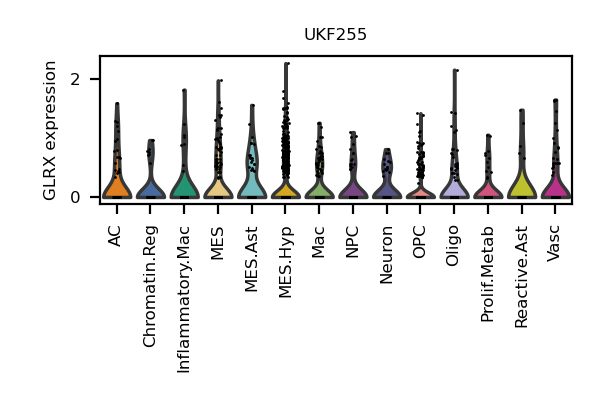 UKF255
GLRX expression
2
0
AC
Chromatin.Reg
Inflammatory.Mac
MES
MES.Ast
MES.Hyp
Mac
NPC
Neuron
OPC
Oligo
Prolif.Metab
Reactive.Ast
Vasc